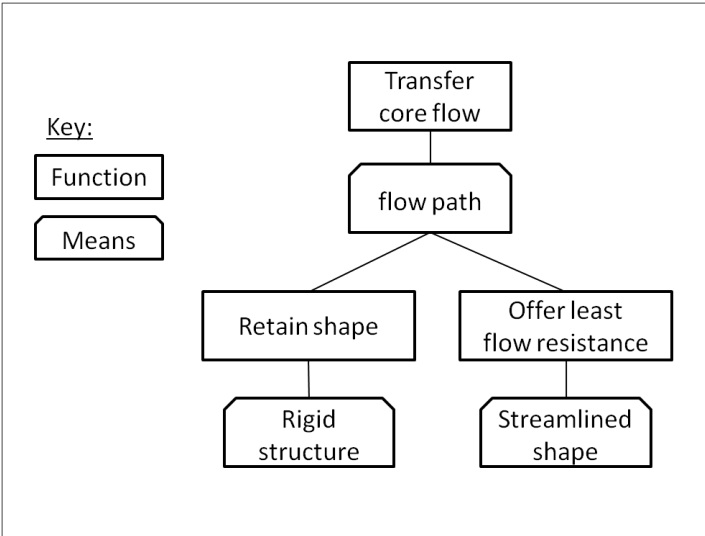 Transfer
core flow
Key:
Function
flow path
Means
Retain shape
Offer least
flow resistance
Rigid
structure
Streamlined
shape